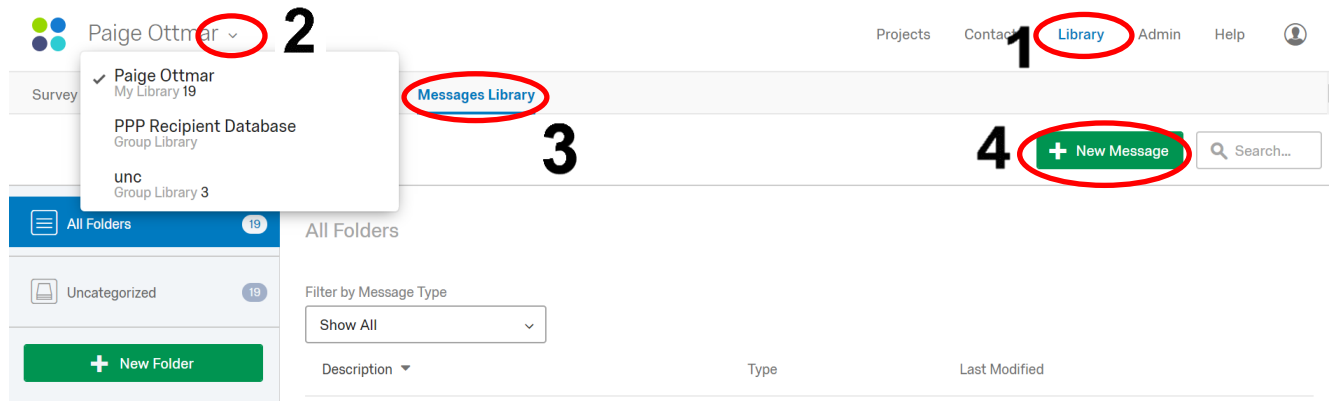 Paige Ottmar 2 Projects Contac 1 Library Admin Help
Paige Ottmar
My Library 19
PPP Recipient Database
Group Library
unc
Group Library 3
Survey Messages Library
3 4 New Message Search...
All Folders 19
All Folders
Uncategorized 19
Filter by Message Type
Show All
New Folder
Description Type Last Modified